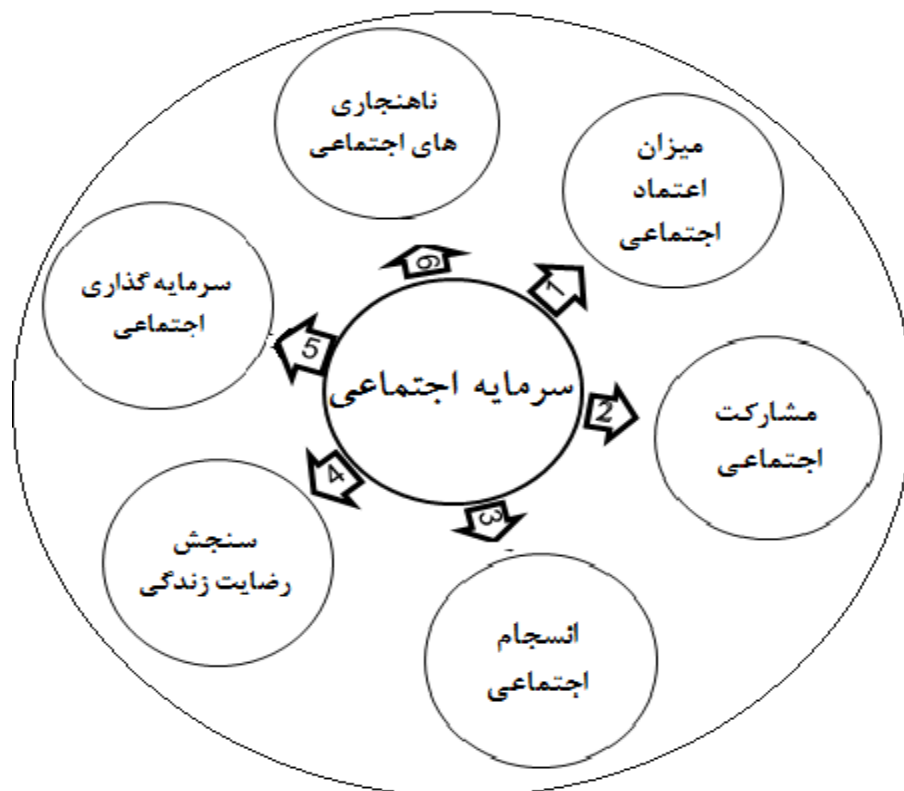 ناهنجاری
های اجتماعی
میزان
اعتماد
اجتماعی
سرمایه گذاری
اجتماعی
6
1
5
سرمایه اجتماعی
2
مشارکت
اجتماعی
4
3
سنجش
رضایت زندگی
انسجام
اجتماعی